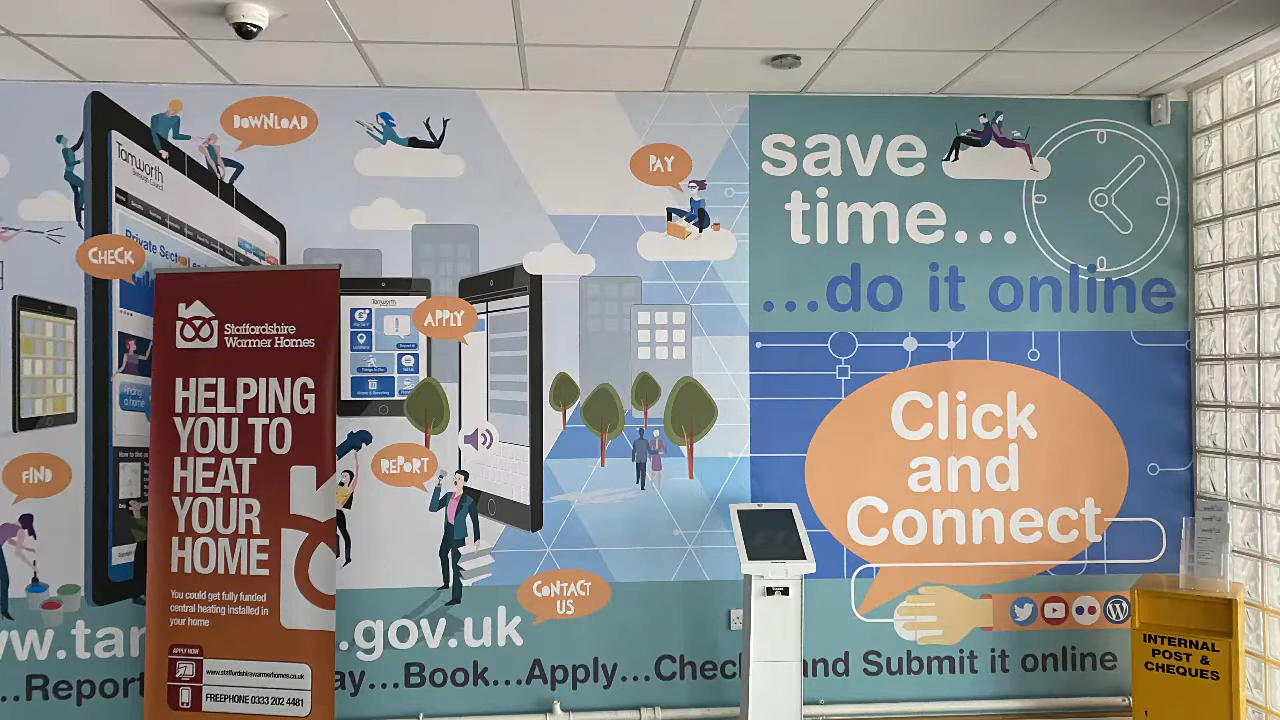 DOWNLOAD
Tamworth
Borough Council
PAY
save
time...
...do it online
CHECK
Private Sect
Tamworth
APPLY
Staffordshire
Warmer Homes
HELPING
YOU TO
HEAT
YOUR
HOME
You could get fully funded
central heating installed in
your home
APPLY NOW
www.staffordshirewarmerhomes.co.uk
FREEPHONE 0333 202 4481
Finding
a home
FIND
REPORT
Click
and
Connect
CONTACT
US
ww.tam
.gov.uk
...Report
ay...Book...Apply...Check
and Submit it online
INTERNAL
POST &
CHEQUES